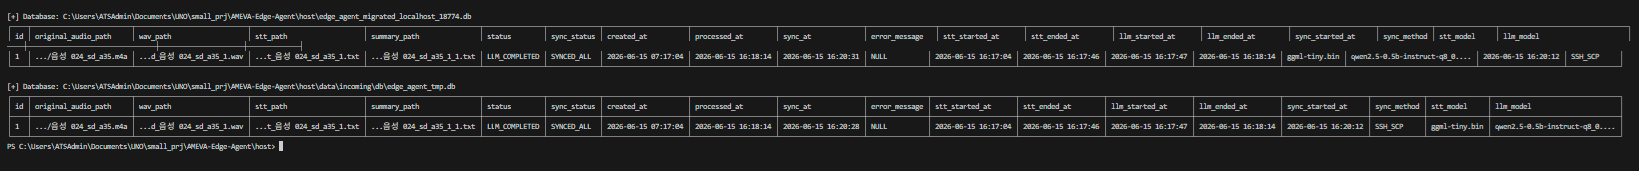 [+] Database: C:\Users\ATSAdmin\Documents\UNO\small_prj\AMEVA-Edge-Agent\host\edge_agent_migrated_localhost_18774.db
id original_audio_path wav_path stt_path summary_path status sync_status created_at processed_at sync_at error_message stt_started_at stt_ended_at llm_started_at llm_ended_at sync_started_at sync_method stt_model llm_model
1 .../음성 024_sd_a35.m4a ...d_음성 024_sd_a35_1.wav ...t_음성 024_sd_a35_1.txt ...음성 024_sd_a35_1_1.txt LLM_COMPLETED SYNCED_ALL 2026-06-15 07:17:04 2026-06-15 16:18:14 2026-06-15 16:20:31 NULL 2026-06-15 16:17:04 2026-06-15 16:17:46 2026-06-15 16:17:47 2026-06-15 16:18:14 ggml-tiny.bin qwen2.5-0.5b-instruct-q8_0.... 2026-06-15 16:20:12 SSH_SCP
[+] Database: C:\Users\ATSAdmin\Documents\UNO\small_prj\AMEVA-Edge-Agent\host\data\incoming\db\edge_agent_tmp.db
id original_audio_path wav_path stt_path summary_path status sync_status created_at processed_at sync_at error_message stt_started_at stt_ended_at llm_started_at llm_ended_at sync_started_at sync_method stt_model llm_model
1 .../음성 024_sd_a35.m4a ...d_음성 024_sd_a35_1.wav ...t_음성 024_sd_a35_1.txt ...음성 024_sd_a35_1_1.txt LLM_COMPLETED SYNCED_ALL 2026-06-15 07:17:04 2026-06-15 16:18:14 2026-06-15 16:20:28 NULL 2026-06-15 16:17:04 2026-06-15 16:17:46 2026-06-15 16:17:47 2026-06-15 16:18:14 2026-06-15 16:20:12 SSH_SCP ggml-tiny.bin qwen2.5-0.5b-instruct-q8_0....
PS C:\Users\ATSAdmin\Documents\UNO\small_prj\AMEVA-Edge-Agent\host>